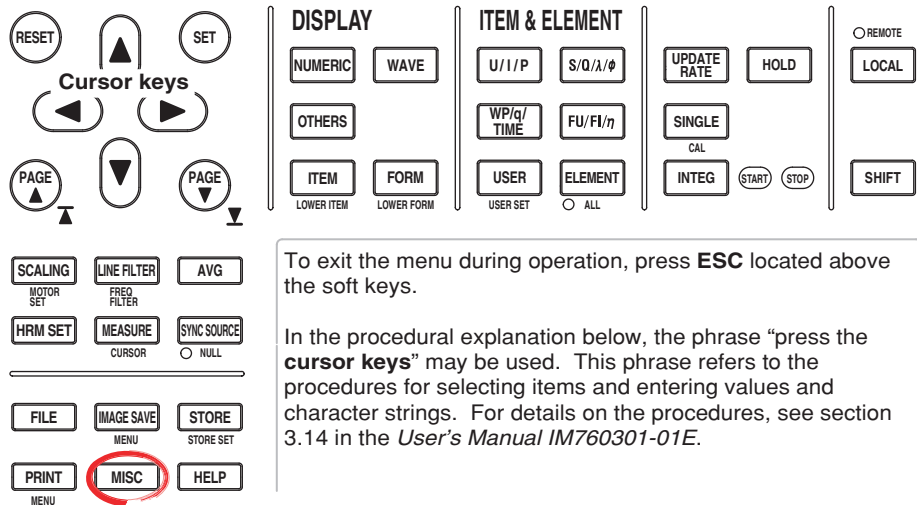 RESET
SET
Cursor keys
PAGE
PAGE
DISPLAY
NUMERIC
WAVE
OTHERS
ITEM
FORM
LOWER ITEM
LOWER FORM
ITEM & ELEMENT
U/I/P
S/Q/λ/ø
WP/q/
TIME
FU/FI/η
USER
ELEMENT
USER SET
ALL
UPDATE
RATE
HOLD
SINGLE
CAL
INTEG
START
STOP
REMOTE
LOCAL
SHIFT
SCALING
LINE FILTER
AVG
MOTOR
SET
FREQ
FILTER
HRM SET
MEASURE
SYNC SOURCE
CURSOR
NULL
FILE
IMAGE SAVE
STORE
MENU
STORE SET
PRINT
MISC
HELP
MENU
To exit the menu during operation, press ESC located above
the soft keys.
In the procedural explanation below, the phrase “press the
cursor keys” may be used. This phrase refers to the
procedures for selecting items and entering values and
character strings. For details on the procedures, see section
3.14 in the User’s Manual IM760301-01E.